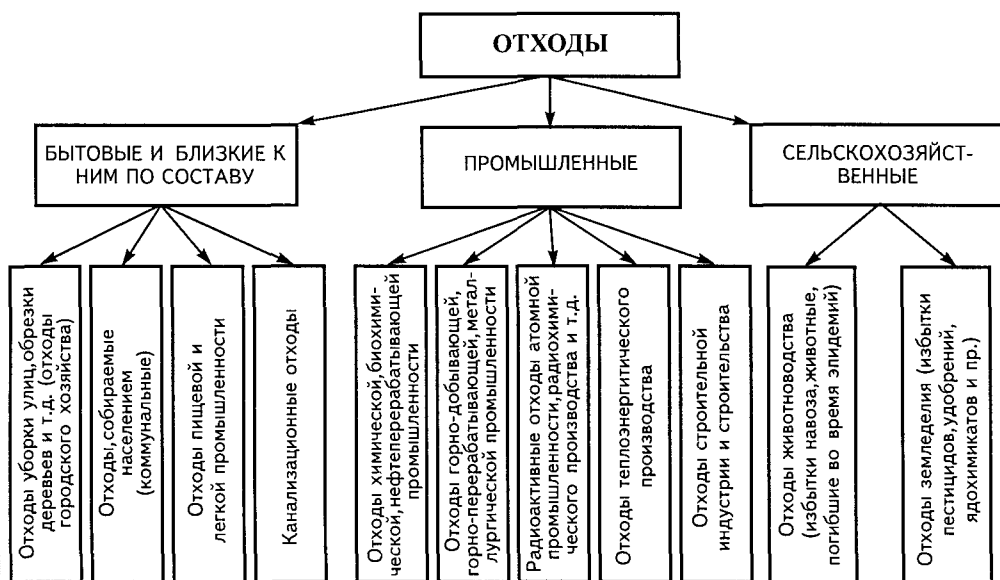 ОТХОДЫ
БЫТОВЫЕ И БЛИЗКИЕ К
НИМ ПО СОСТАВУ
ПРОМЫШЛЕННЫЕ
СЕЛЬСКОХОЗЯЙСТ-
ВЕННЫЕ
Отходы уборки улиц,обрезки
деревьев и т.д. (отходы
городского хозяйства)
Отходы,собираемые
населением
(коммунальные)
Отходы пищевой и
легкой промышленности
Канализационные отходы
Отходы химической,биохими-
ческой,нефтеперерабатывающей
промышленности
Отходы горно-добывающей,
горно-перерабатывающей,метал-
лургической промышленности
Радиоактивные отходы атомной
промышленности,радиохими-
ческого производства и т.д.
Отходы теплоэнергитического
производства
Отходы строительной
индустрии и строительства
Отходы животноводства
(избытки навоза,животные,
погибшие во время эпидемий)
Отходы земледелия (избытки
пестицидов,удобрений,
ядохимикатов и пр.)